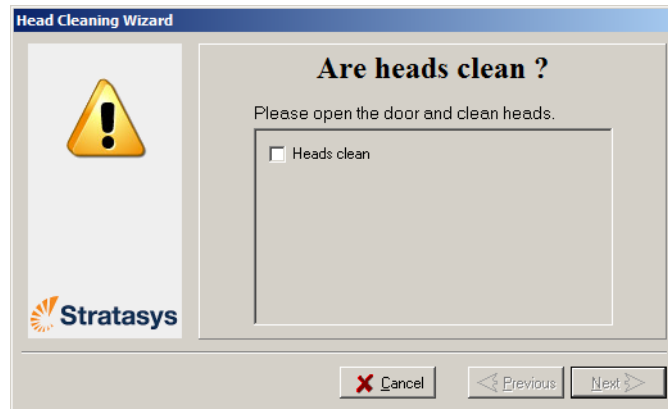 Head Cleaning Wizard
Are heads clean ?
Please open the door and clean heads.
Heads clean
Stratasys
Cancel
Previous
Next